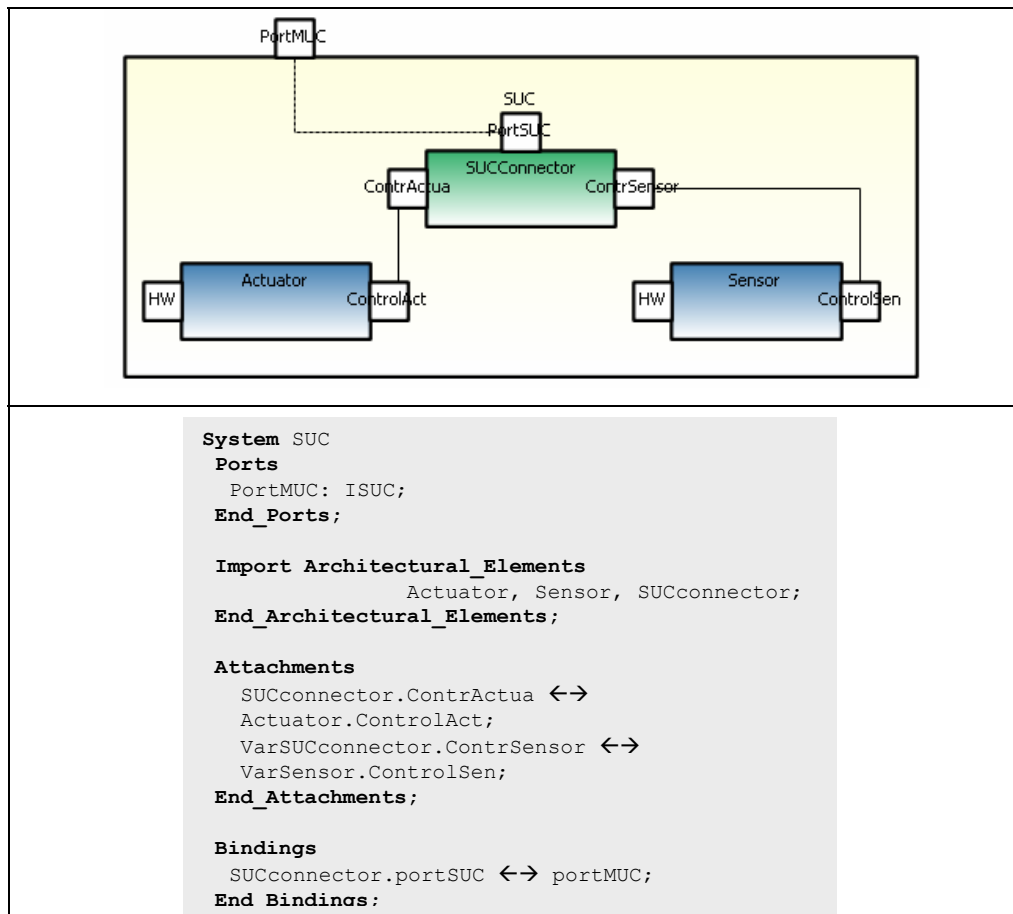 PortMUC
SUC
PortSUC
SUCConnector
ContrActua
ContrSensor
Actuator
Sensor
HW
ControlAct
HW
ControlSen
System SUC
Ports
PortMUC: ISUC;
End_Ports;
Import Architectural_Elements
Actuator, Sensor, SUCconnector;
End_Architectural_Elements;
Attachments
SUCconnector.ContrActua ←→
Actuator.ControlAct;
VarSUCconnector.ContrSensor ←→
VarSensor.ControlSen;
End_Attachments;
Bindings
SUCconnector.portSUC ←→ portMUC;
End Bindings;